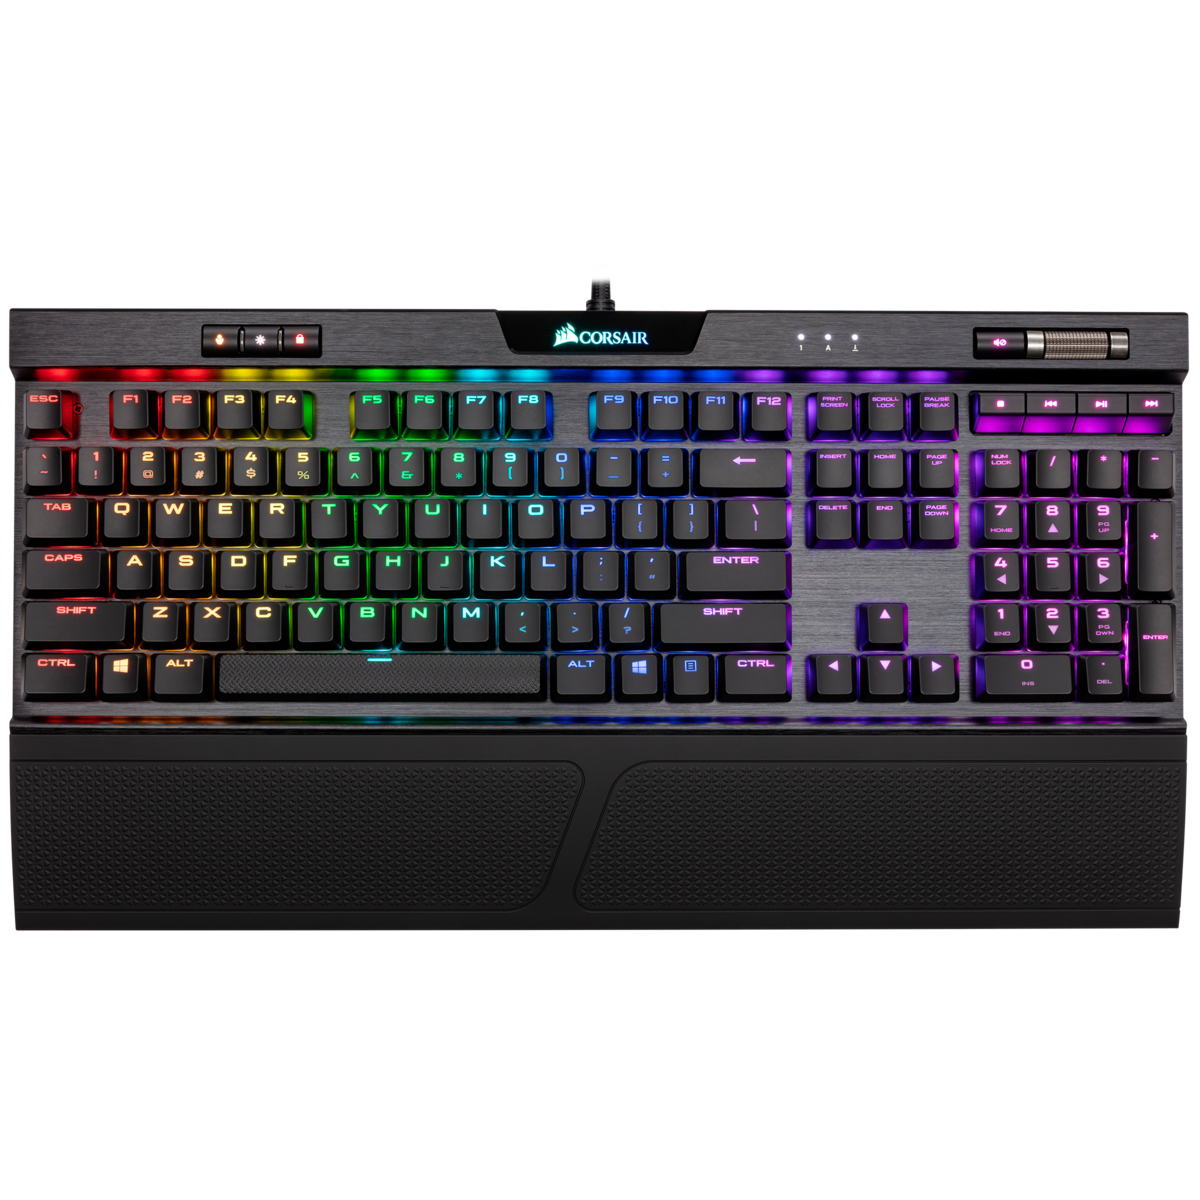 CORSAIR
1 A
ESC F1 F2 F3 F4 F5 F6 F7 F8 F9 F10 F11 F12 PRINT SCREEN SCROLL LOCK PAUSE BREAK
~ 1 2 3 4 5 6 7 8 9 0 - = INSERT HOME PAGE UP NUM LOCK / * -
` ! @ # $ % ^ & * ( ) _ +
TAB Q W E R T Y U I O P [ ] \ DELETE END PAGE DOWN 7 8 9 +
{ } | HOME PG UP
CAPS A S D F G H J K L ; ' ENTER 4 5 6
: "
SHIFT Z X C V B N M , . / SHIFT 1 2 3 ENTER
< > ? END PG DWN
CTRL ALT ALT CTRL 0 .
INS DEL